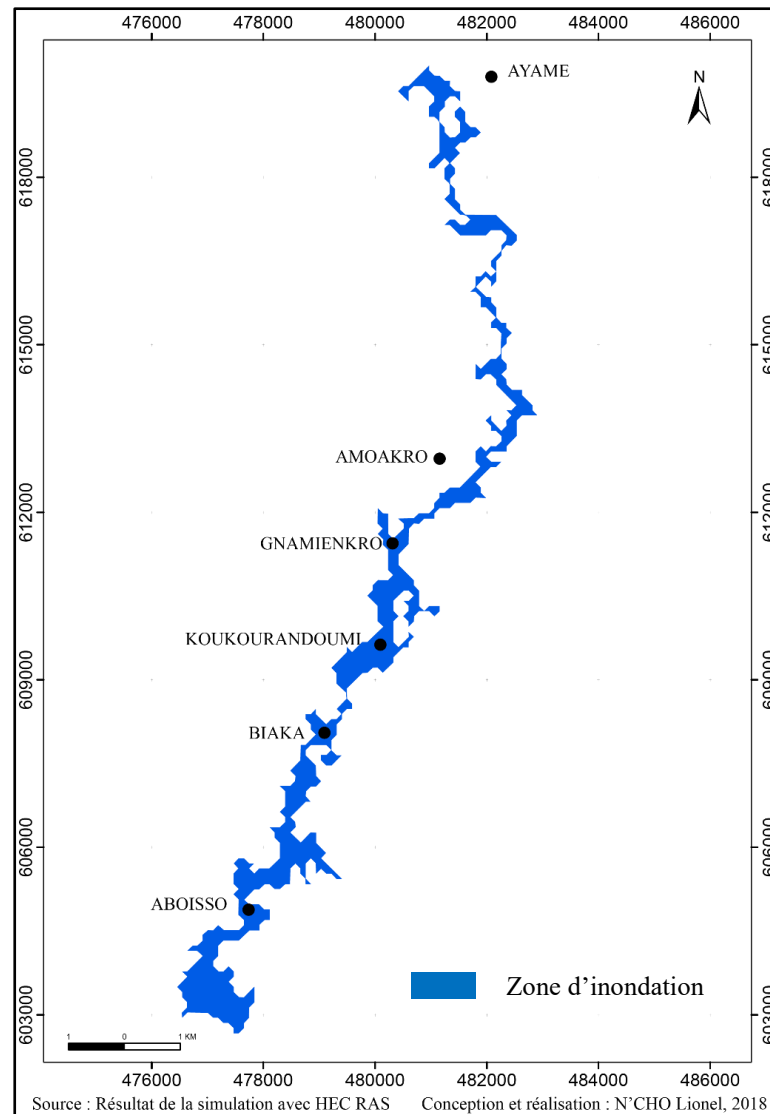 476000 478000 480000 482000 484000 486000
AYAME
N
618000 618000
615000 615000
AMOAKRO
612000 612000
GNAMIENKRO
KOUKOURANDOUMI
609000 609000
BIAKA
606000 606000
ABOISSO
Zone d’inondation
603000 603000
1 0 1 KM
476000 478000 480000 482000 484000 486000
Source : Résultat de la simulation avec HEC RAS Conception et réalisation : N’CHO Lionel, 2018